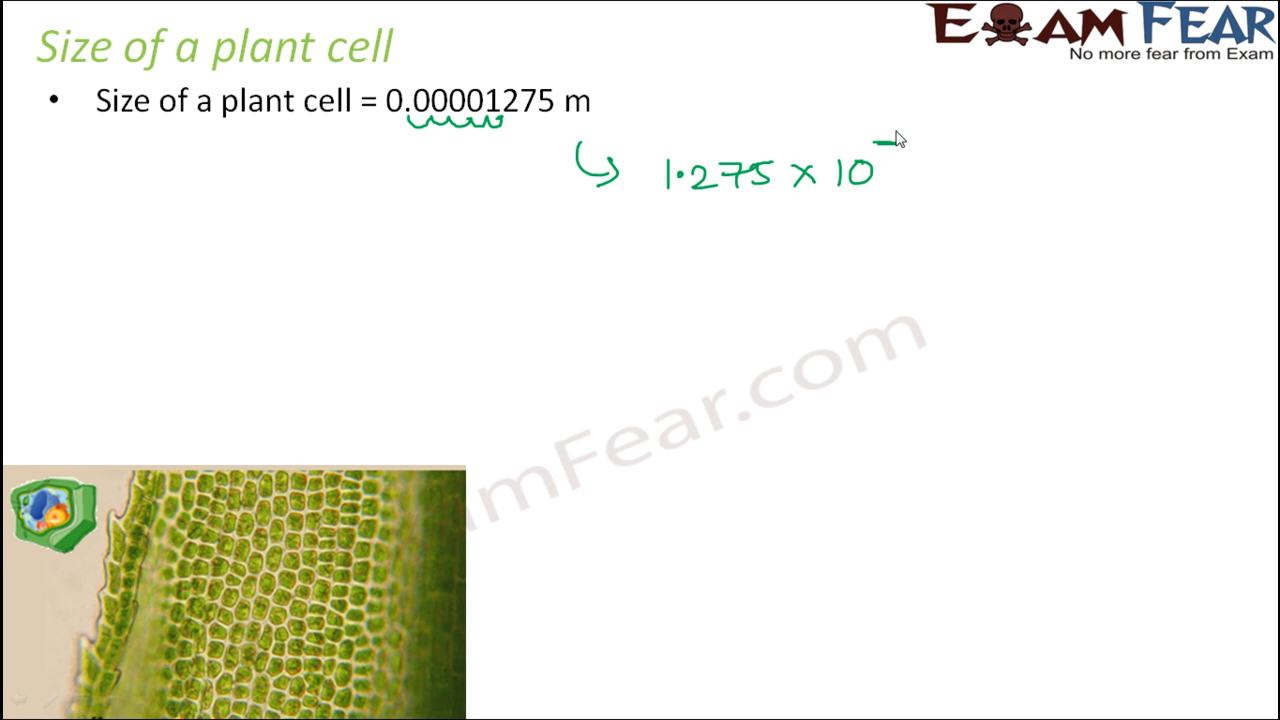 Size of a plant cell
EXAM FEAR
No more fear from Exam
• Size of a plant cell = 0.00001275 m
1.275 × 10⁻
amFear.com